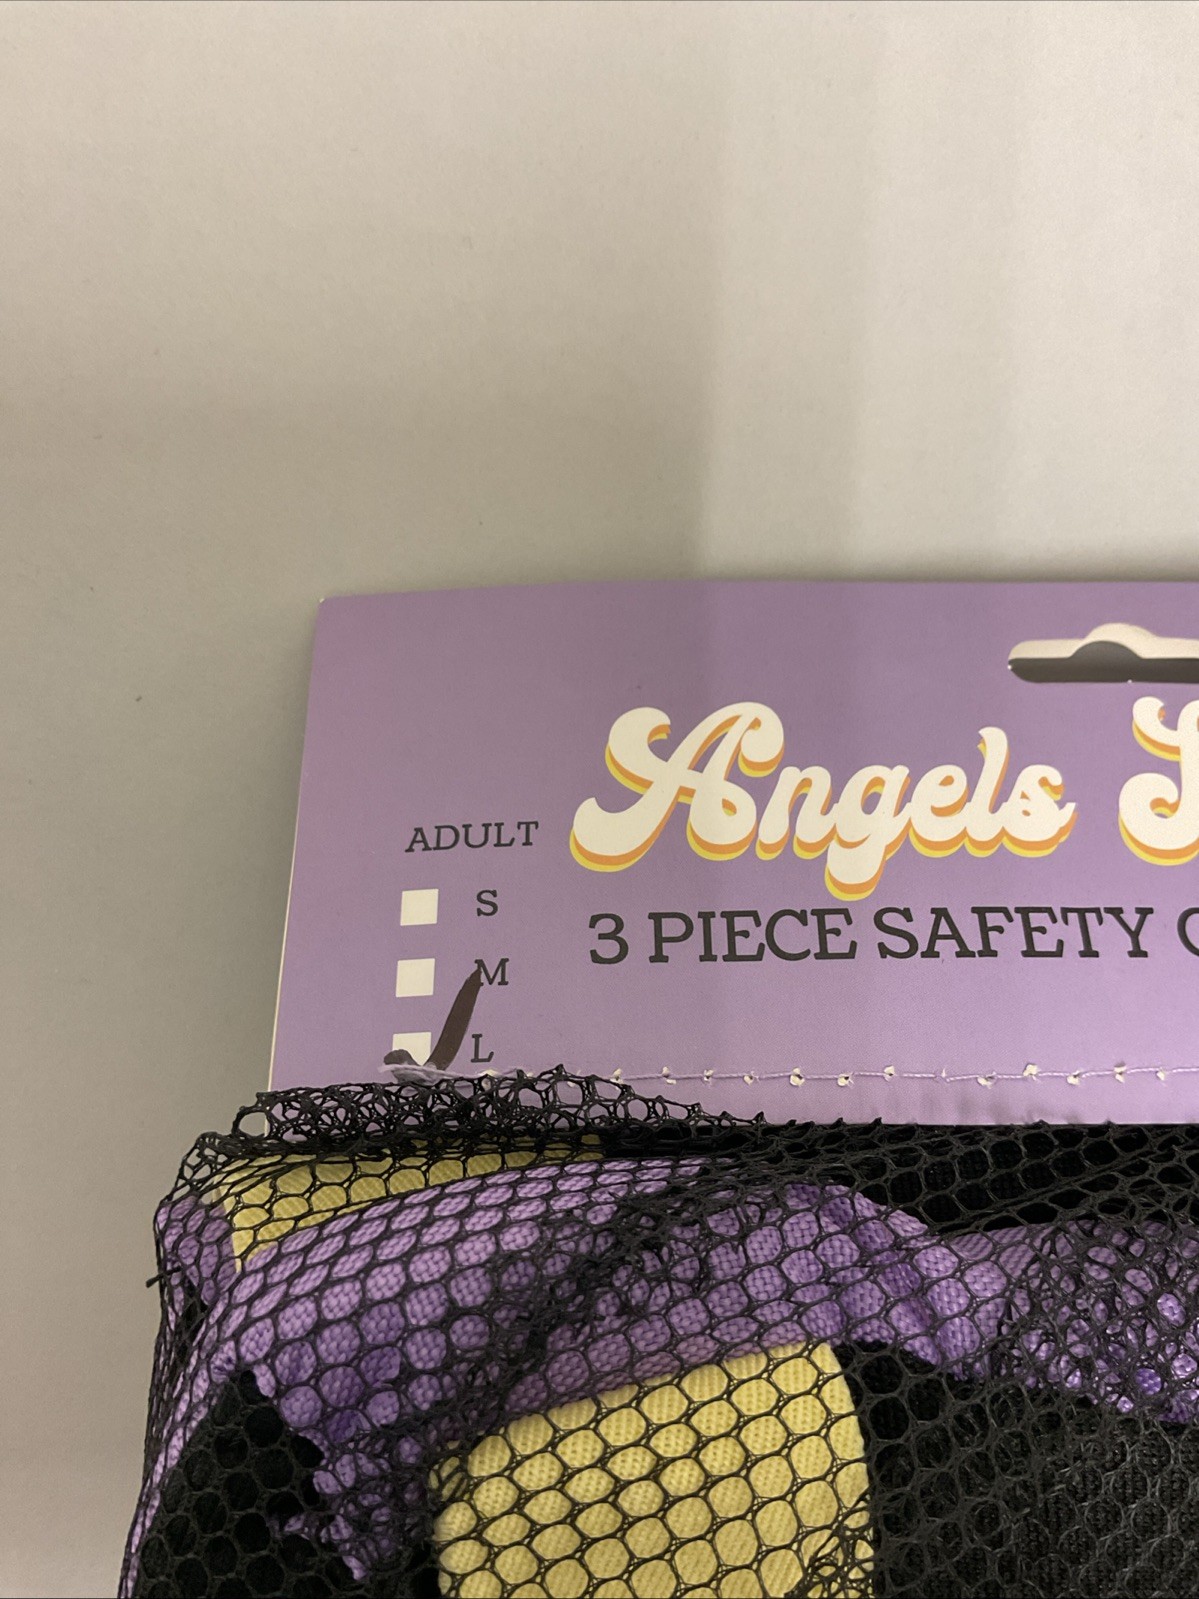 Angels
ADULT
S
3 PIECE SAFETY
M
L